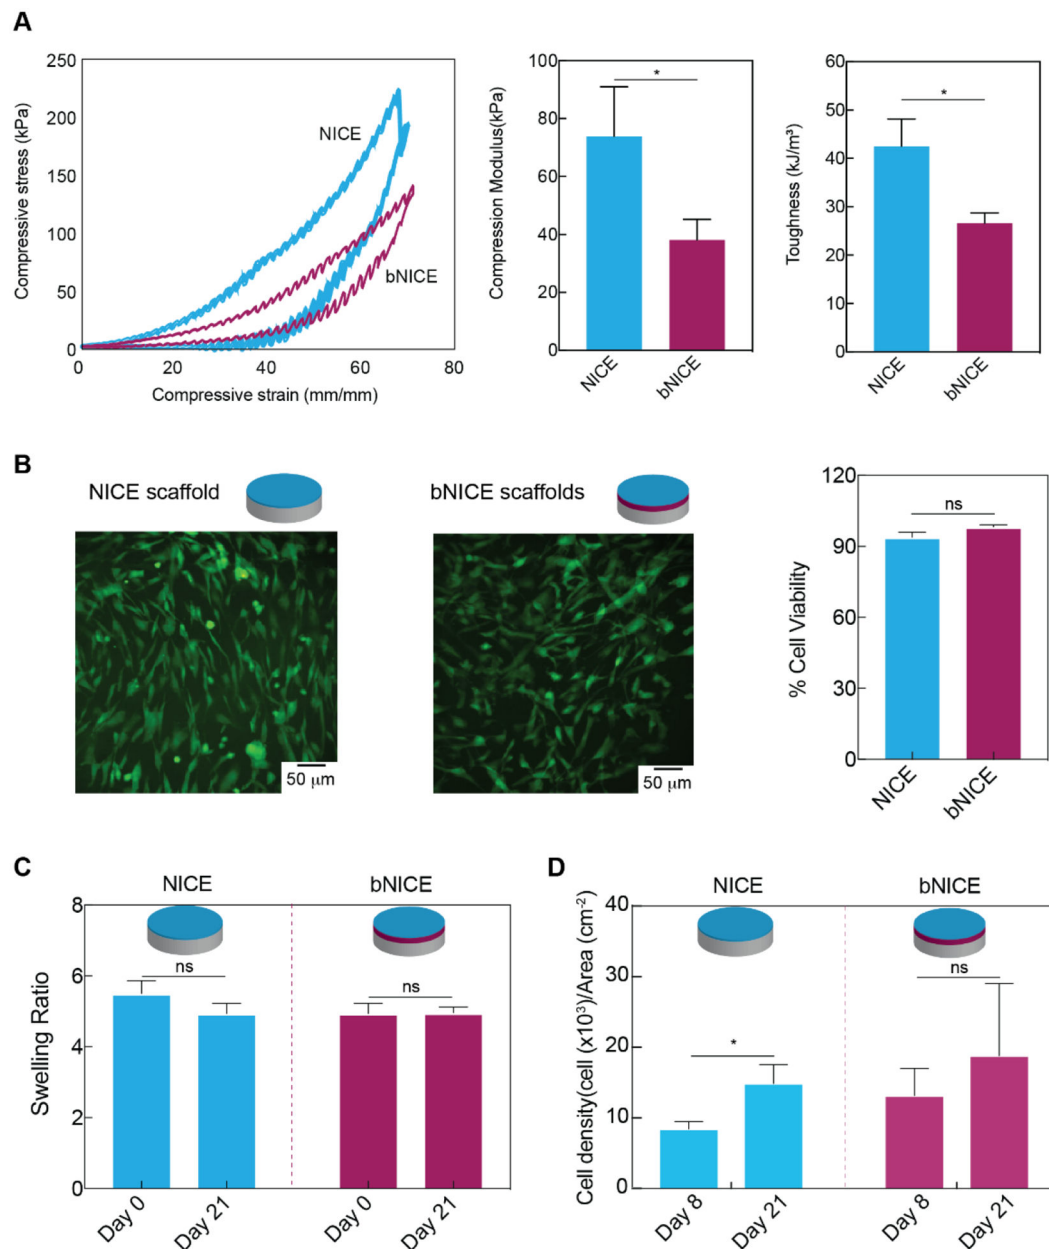 A
Compressive stress (kPa)
250
200
150
100
50
0
NICE
bNICE
0
20
40
60
80
Compressive strain (mm/mm)
Compression Modulus(kPa)
100
80
60
40
20
0
*
NICE
bNICE
Toughness (kJ/m³)
60
50
40
30
20
10
0
*
NICE
bNICE
B
NICE scaffold
50 μm
bNICE scaffolds
50 μm
% Cell Viability
120
90
60
30
0
ns
NICE
bNICE
C
NICE
bNICE
Swelling Ratio
8
6
4
2
0
ns
ns
Day 0
Day 21
Day 0
Day 21
D
NICE
bNICE
Cell density(cell (x10³)/Area (cm⁻²)
40
30
20
10
0
*
ns
Day 8
Day 21
Day 8
Day 21